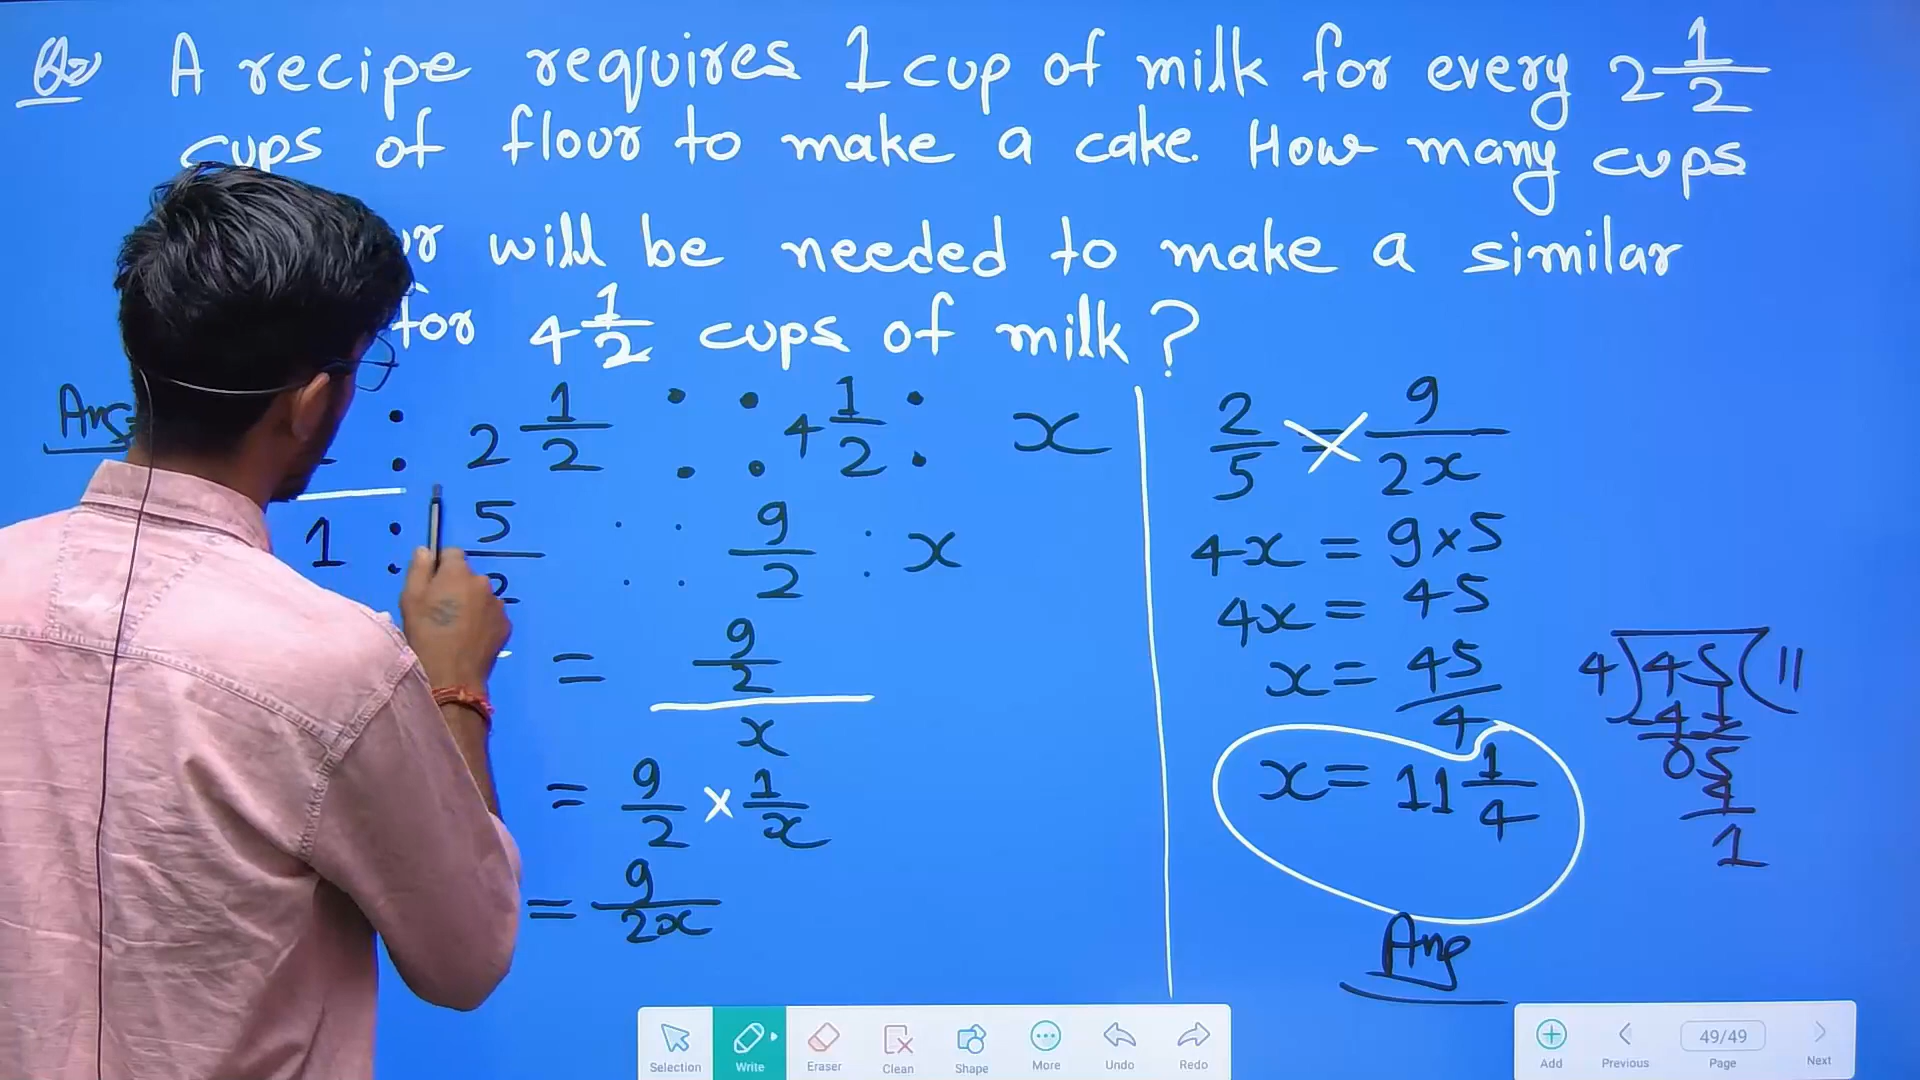 Q2 A recipe requires 1 cup of milk for every 2 1/2
cups of flour to make a cake. How many cups
will be needed to make a similar
for 4 1/2 cups of milk?
Ans
: 2 1/2 :: 4 1/2 : x
1 : 5/2 :: 9/2 : x
= 9/2 / x
= 9/2 × 1/x
= 9/2x
2/5 = 9/2x
4x = 9×5
4x = 45
x = 45/4
x = 11 1/4
Ans
4)45(11
4
05
4
1
Selection Write Eraser Clean Shape More Undo Redo
Add Previous 49/49 Page Next